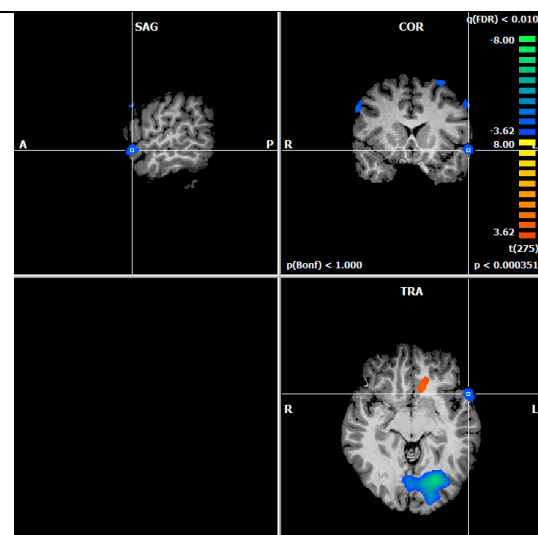 SAG
A
P
COR
q(FDR) < 0.010
-8.00
-3.62
8.00
3.62
t(275)
R
p(Bonf) < 1.000
p < 0.000351
TRA
R
L